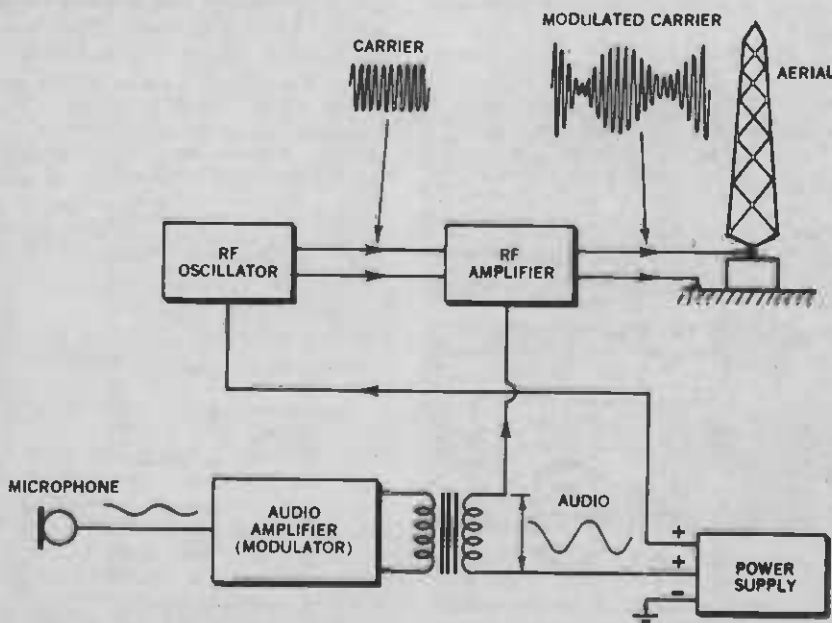 CARRIER
MODULATED CARRIER
AERIAL
RF
OSCILLATOR
RF
AMPLIFIER
MICROPHONE
AUDIO
AMPLIFIER
(MODULATOR)
AUDIO
+
+
-
POWER
SUPPLY